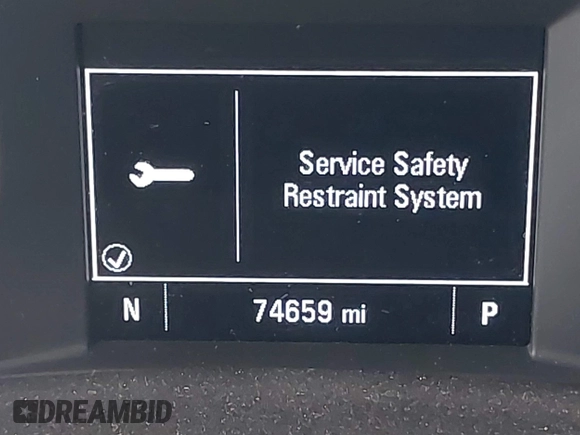 Service Safety
Restraint System
N 74659 mi P
DREAMBID